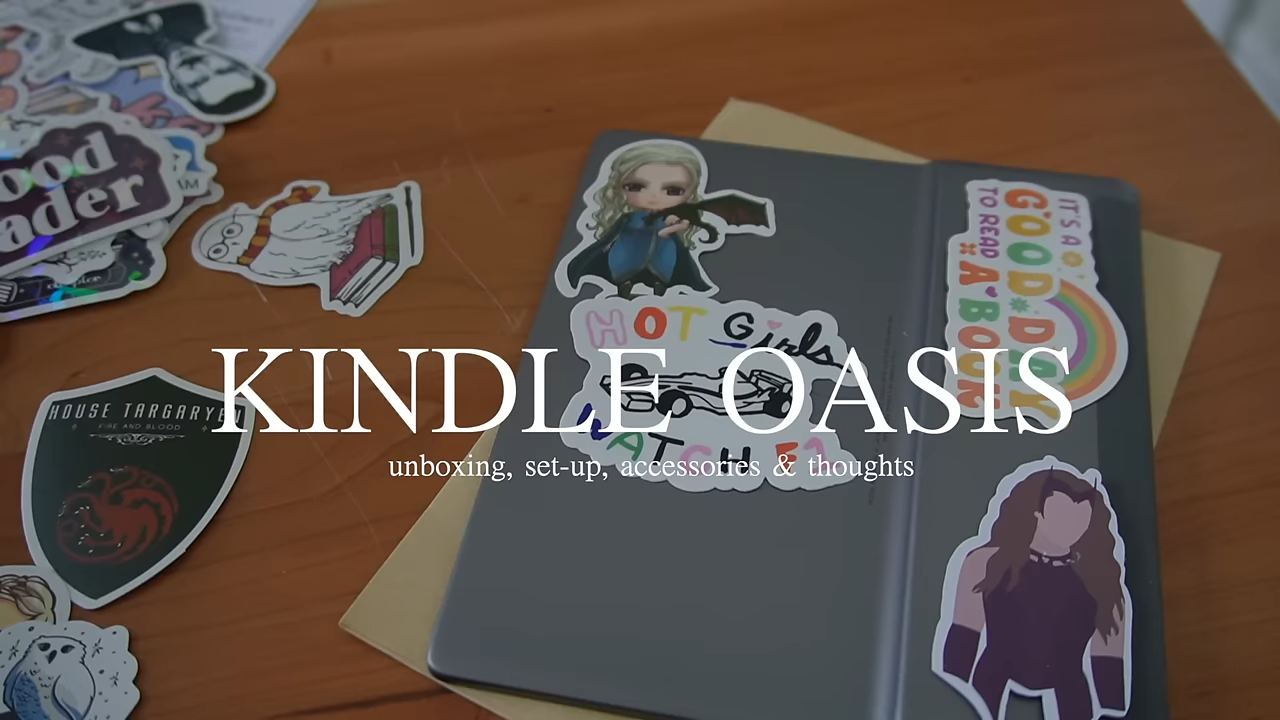 KINDLE OASIS
unboxing, set-up, accessories & thoughts
ood
ader
HOUSE TARGARYEN
FIRE AND BLOOD
HOT Girls
WATCH F1
IT'S A
GOOD DAY
TO READ
A BOOK